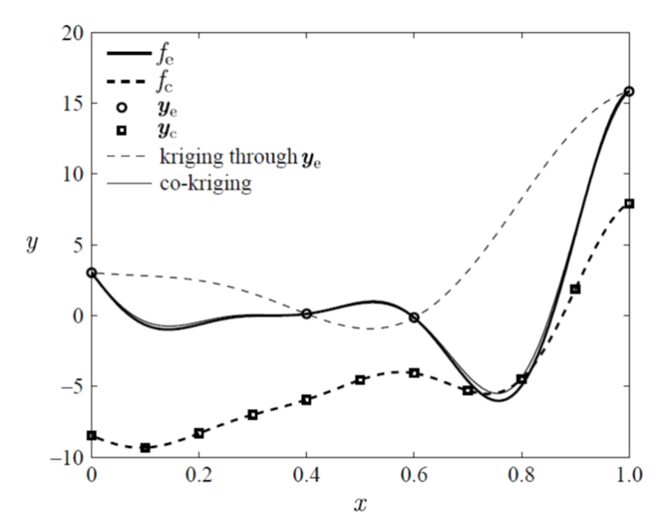 20
15
10
5
0
−5
−10
y
0
0.2
0.4
0.6
0.8
1.0
x
fe
fc
ye
yc
kriging through ye
co-kriging